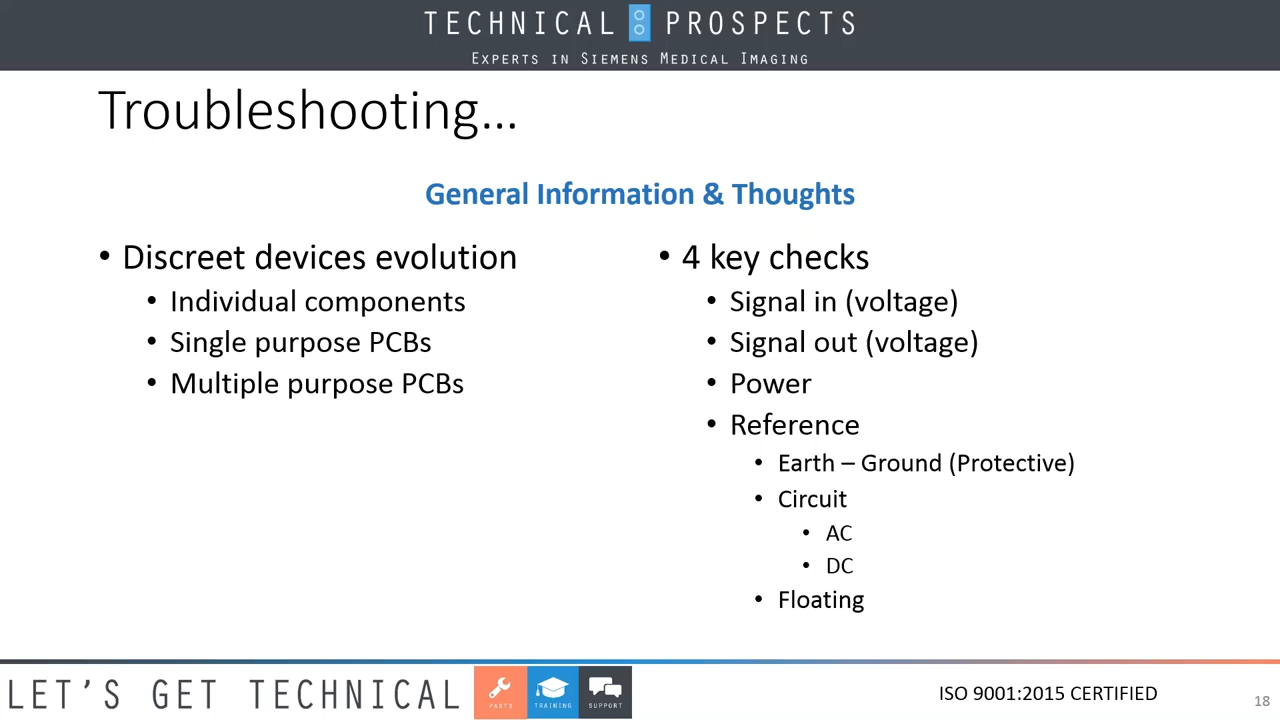 TECHNICAL PROSPECTS
EXPERTS IN SIEMENS MEDICAL IMAGING
Troubleshooting...
General Information & Thoughts
• Discreet devices evolution
• Individual components
• Single purpose PCBs
• Multiple purpose PCBs
• 4 key checks
• Signal in (voltage)
• Signal out (voltage)
• Power
• Reference
• Earth – Ground (Protective)
• Circuit
• AC
• DC
• Floating
LET'S GET TECHNICAL
PARTS
TRAINING
SUPPORT
ISO 9001:2015 CERTIFIED
18